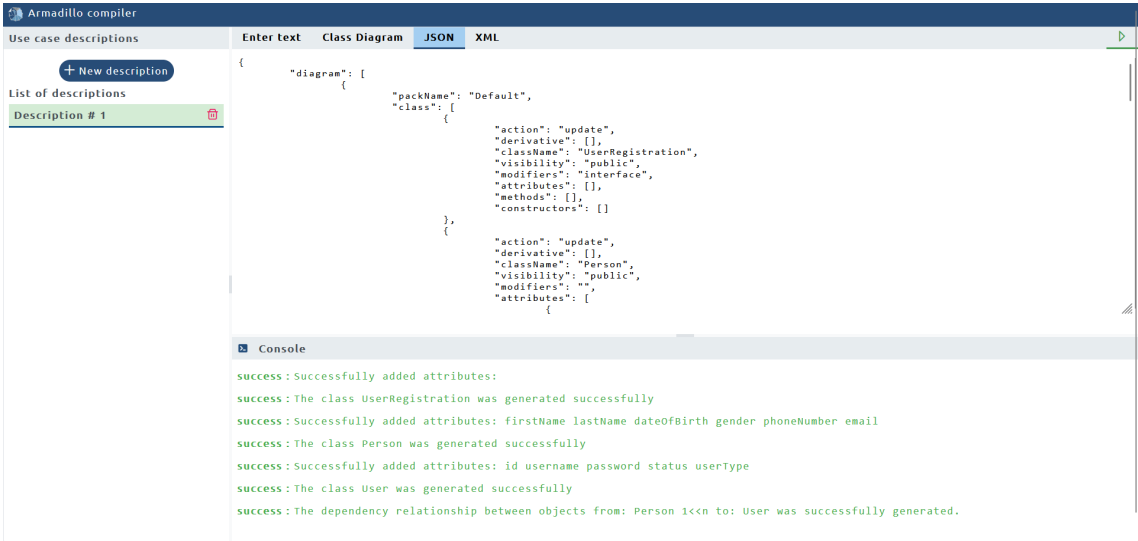 Armadillo compiler
Use case descriptions
Enter text Class Diagram JSON XML
+ New description
List of descriptions
Description # 1
{
"diagram": [
{
"packName": "Default",
"class": [
{
"action": "update",
"derivative": [],
"className": "UserRegistration",
"visibility": "public",
"modifiers": "interface",
"attributes": [],
"methods": [],
"constructors": []
},
{
"action": "update",
"derivative": [],
"className": "Person",
"visibility": "public",
"modifiers": "",
"attributes": [
{
Console
success : Successfully added attributes:
success : The class UserRegistration was generated successfully
success : Successfully added attributes: firstName lastName dateOfBirth gender phoneNumber email
success : The class Person was generated successfully
success : Successfully added attributes: id username password status userType
success : The class User was generated successfully
success : The dependency relationship between objects from: Person 1<<n to: User was successfully generated.